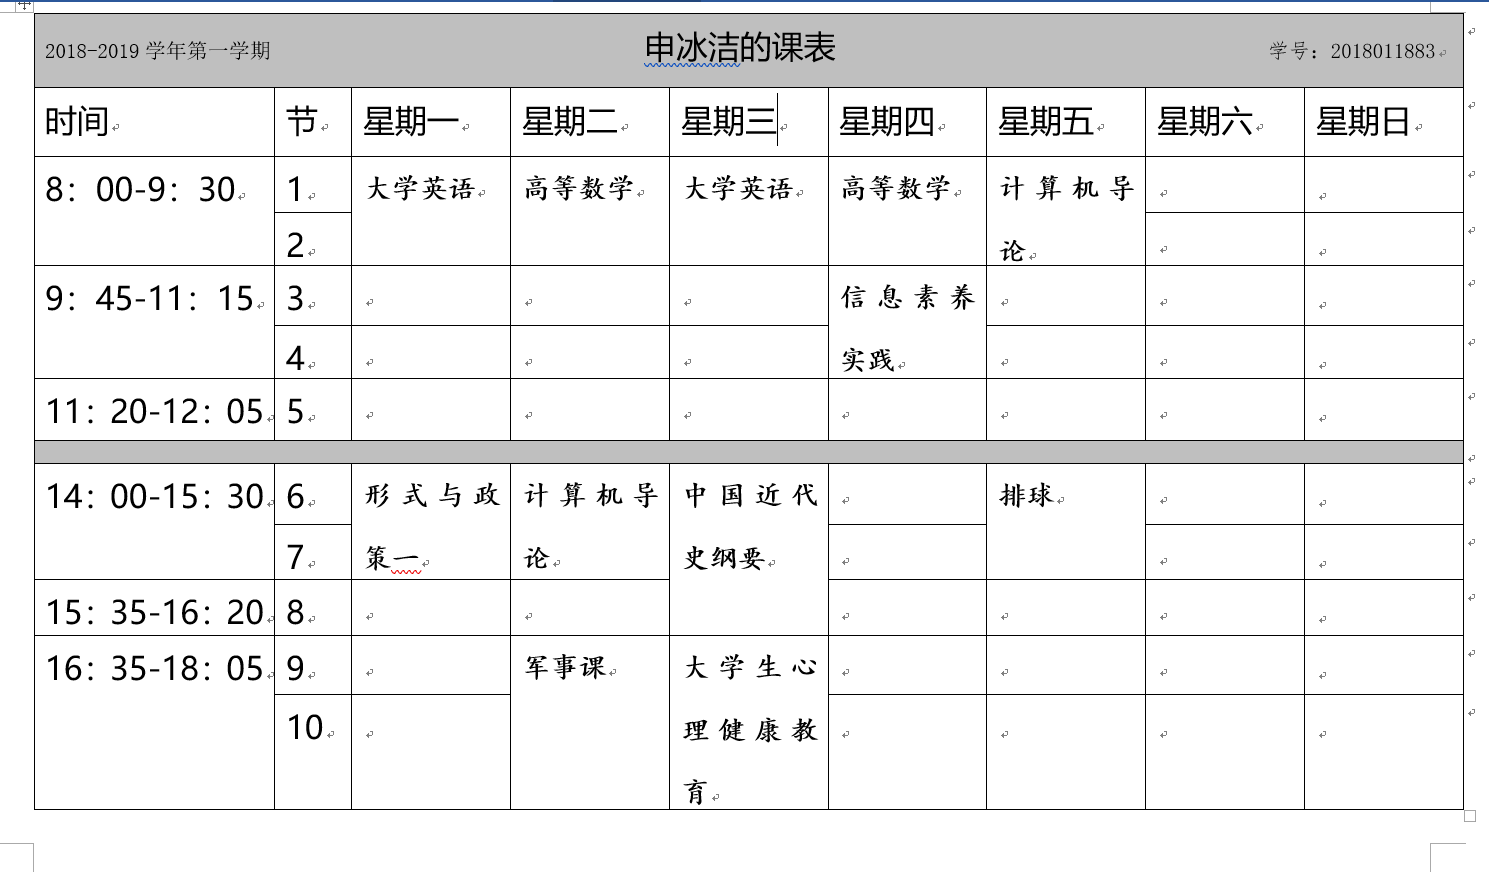 2018-2019 学年第一学期 申冰洁的课表 学号：2018011883
时间 节 星期一 星期二 星期三 星期四 星期五 星期六 星期日
8：00-9：30 1 大学英语 高等数学 大学英语 高等数学 计算机导
2 论
9：45-11：15 3 信息素养
4 实践
11：20-12：05 5
14：00-15：30 6 形式与政 计算机导 中国近代 排球
7 策一 论 史纲要
15：35-16：20 8
16：35-18：05 9 军事课 大学生心
10 理健康教
育